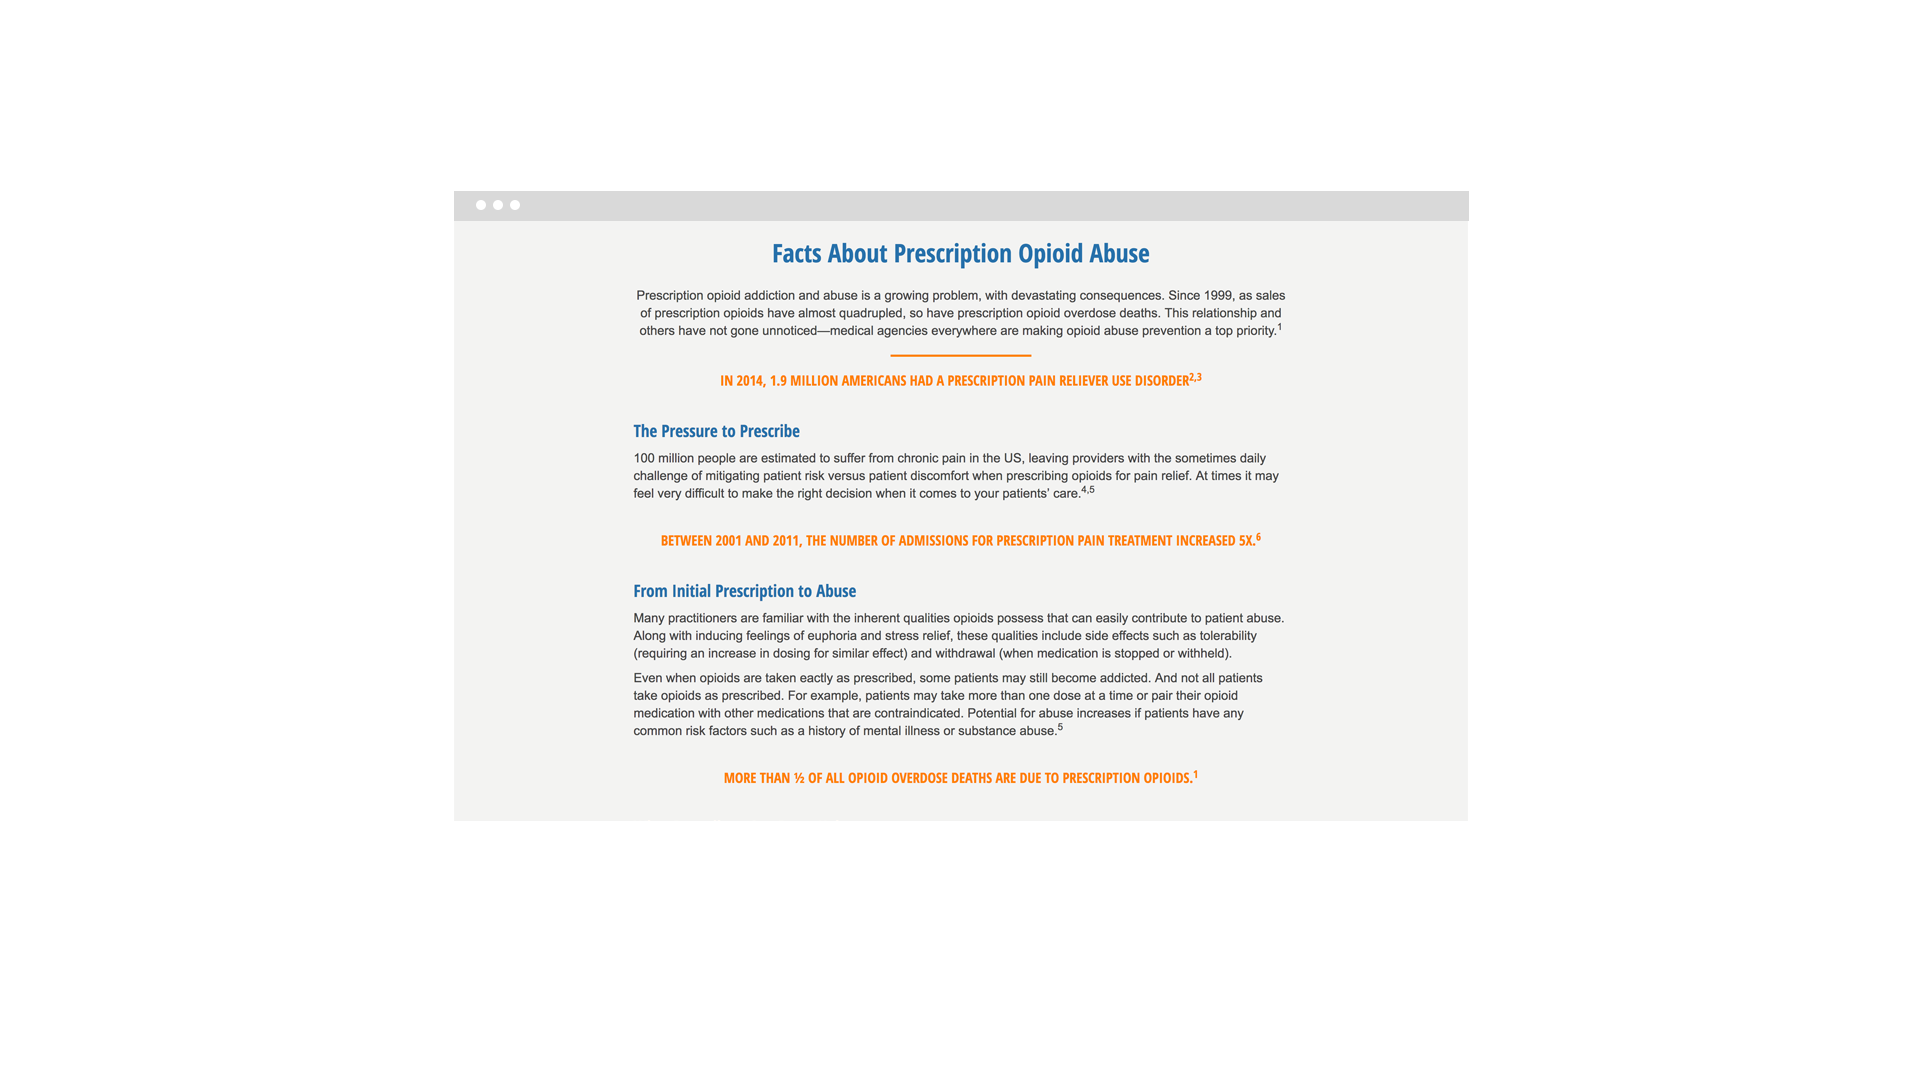 Facts About Prescription Opioid Abuse
Prescription opioid addiction and abuse is a growing problem, with devastating consequences. Since 1999, as sales
of prescription opioids have almost quadrupled, so have prescription opioid overdose deaths. This relationship and
others have not gone unnoticed—medical agencies everywhere are making opioid abuse prevention a top priority.1
IN 2014, 1.9 MILLION AMERICANS HAD A PRESCRIPTION PAIN RELIEVER USE DISORDER2,3
The Pressure to Prescribe
100 million people are estimated to suffer from chronic pain in the US, leaving providers with the sometimes daily
challenge of mitigating patient risk versus patient discomfort when prescribing opioids for pain relief. At times it may
feel very difficult to make the right decision when it comes to your patients’ care.4,5
BETWEEN 2001 AND 2011, THE NUMBER OF ADMISSIONS FOR PRESCRIPTION PAIN TREATMENT INCREASED 5X.6
From Initial Prescription to Abuse
Many practitioners are familiar with the inherent qualities opioids possess that can easily contribute to patient abuse.
Along with inducing feelings of euphoria and stress relief, these qualities include side effects such as tolerability
(requiring an increase in dosing for similar effect) and withdrawal (when medication is stopped or withheld).
Even when opioids are taken eactly as prescribed, some patients may still become addicted. And not all patients
take opioids as prescribed. For example, patients may take more than one dose at a time or pair their opioid
medication with other medications that are contraindicated. Potential for abuse increases if patients have any
common risk factors such as a history of mental illness or substance abuse.5
MORE THAN ½ OF ALL OPIOID OVERDOSE DEATHS ARE DUE TO PRESCRIPTION OPIOIDS.1